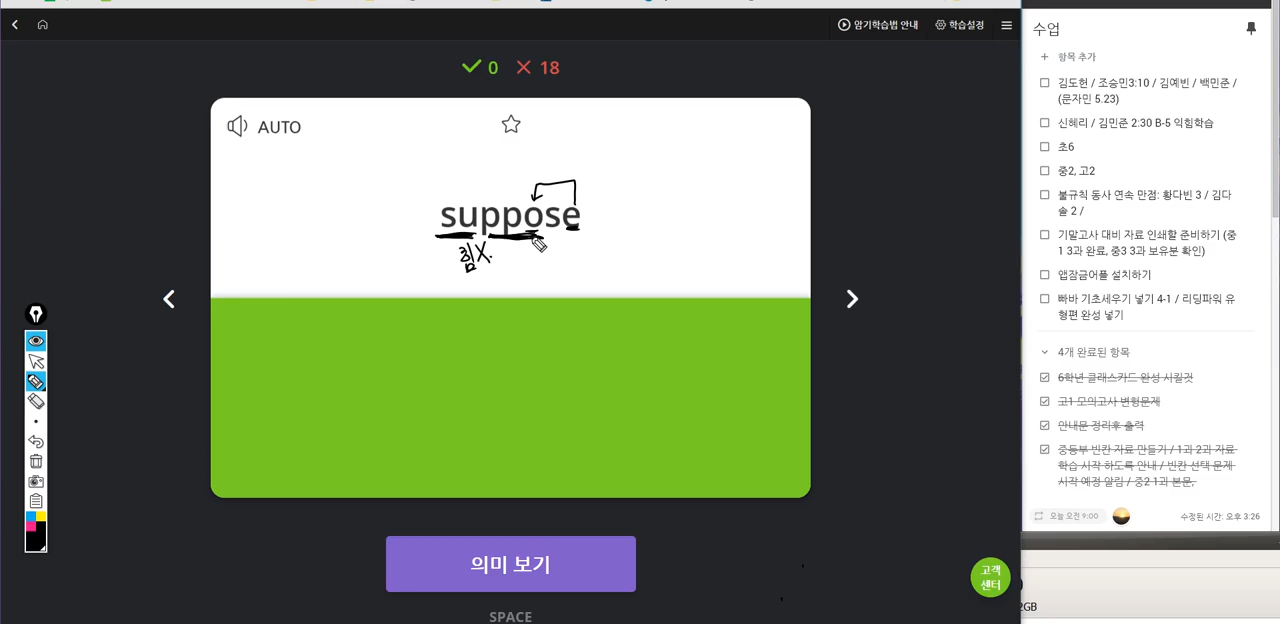 암기학습법 안내 학습설정
0 18
AUTO
suppose
힘X.
의미 보기
SPACE
고객
센터
수업
항목 추가
김도헌 / 조승민3:10 / 김예빈 / 백민준 /
(문자민 5.23)
신혜리 / 김민준 2:30 B-5 익힘학습
초6
중2, 고2
불규칙 동사 연속 만점: 황다빈 3 / 김다
솔 2 /
기말고사 대비 자료 인쇄할 준비하기 (중
1 3과 완료, 중3 3과 보유분 확인)
앱잠금어플 설치하기
빠바 기초세우기 넣기 4-1 / 리딩파워 유
형편 완성 넣기
4개 완료된 항목
6학년 클래스카드 완성 시킬것
고1 모의고사 변형문제
안내문 정리후 출력
중등부 빈칸 자료 만들기 / 1과 2과 자료
학습 시작 하도록 안내 / 빈칸 선택 문제
시작 예정 알림 / 중2 1과 본문,
오늘 오전 9:00 수정된 시간: 오후 3:26
2GB